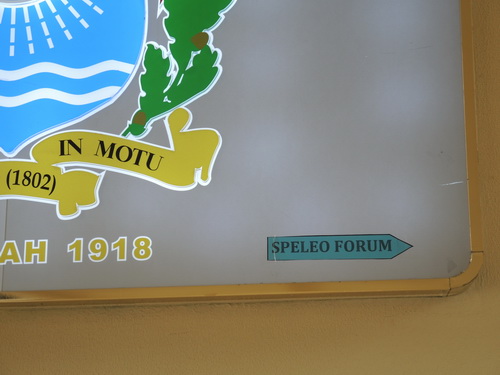 IN MOTU
(1802)
AH 1918
SPELEO FORUM